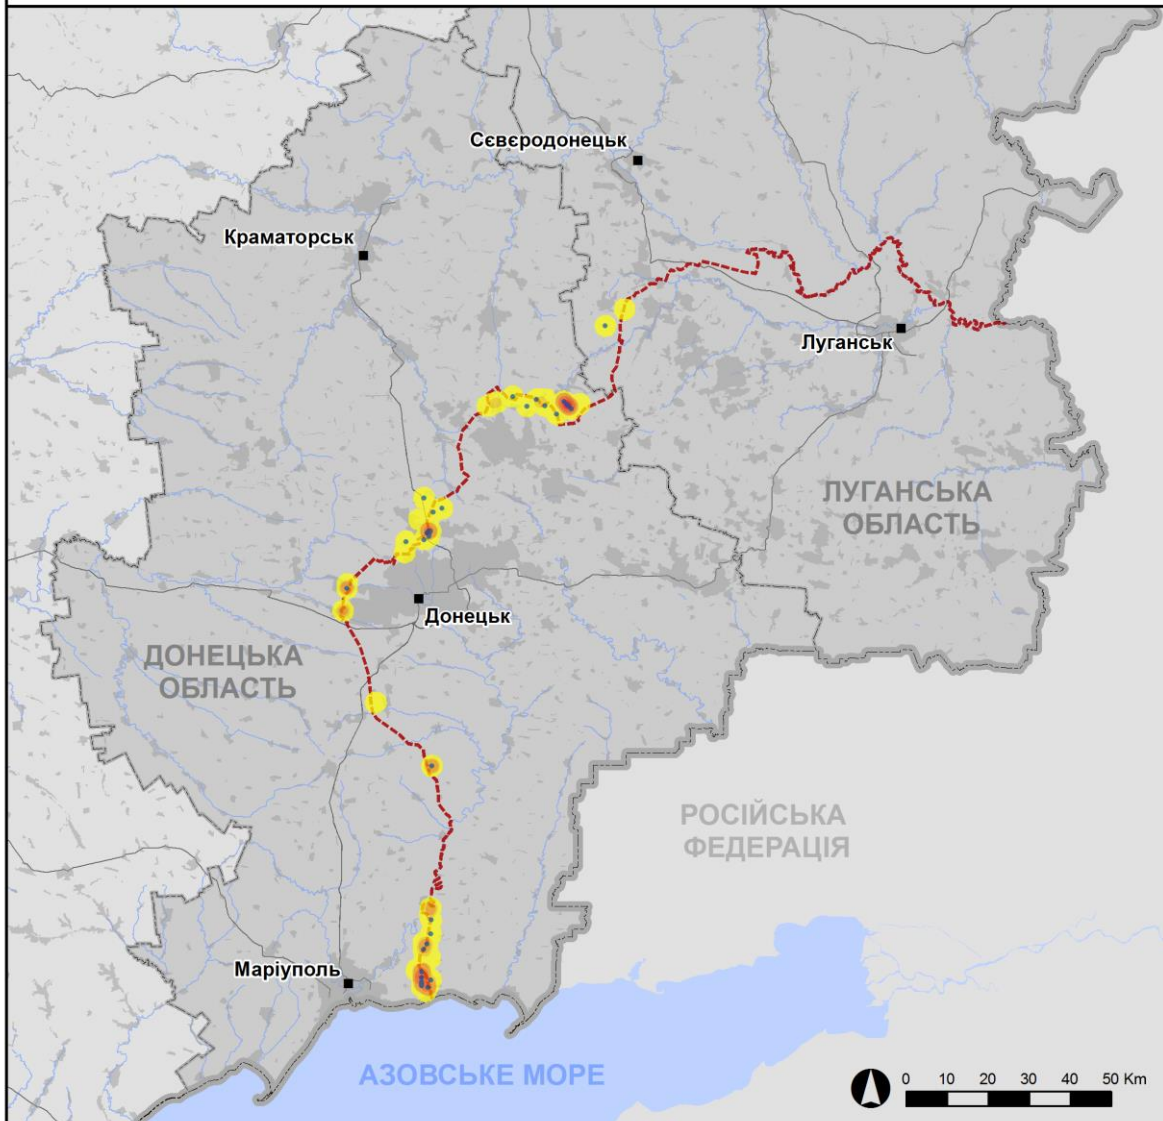 Сєвєродонецьк
Краматорськ
Луганськ
ЛУГАНСЬКА
ОБЛАСТЬ
Донецьк
ДОНЕЦЬКА
ОБЛАСТЬ
РОСІЙСЬКА
ФЕДЕРАЦІЯ
Маріуполь
АЗОВСЬКЕ МОРЕ
0 10 20 30 40 50 Км